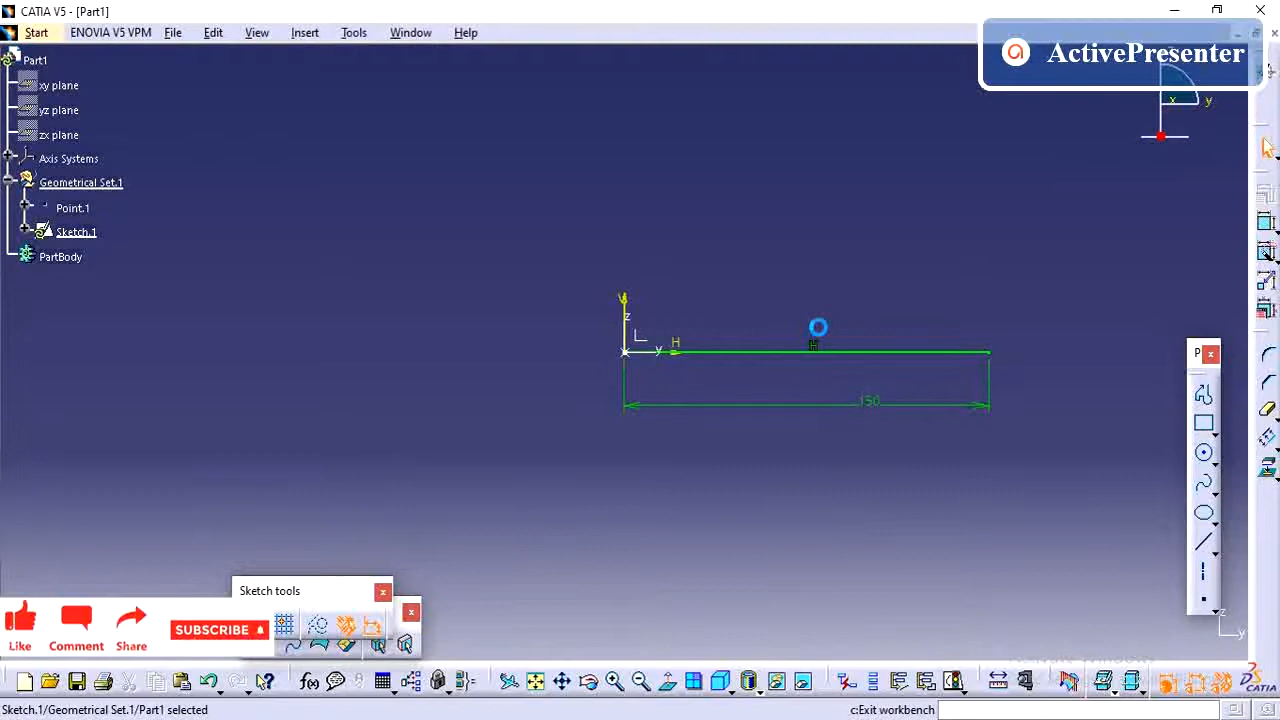 CATIA V5 - [Part1]
Start ENOVIA V5 VPM File Edit View Insert Tools Window Help
ActivePresenter
Part1
xy plane
yz plane
zx plane
Axis Systems
Geometrical Set.1
Point.1
Sketch.1
PartBody
x y
V
z
H
y
H
150
P
Sketch tools
Like Comment Share
SUBSCRIBE
z
y
f(x)
CATIA
Sketch.1/Geometrical Set.1/Part1 selected
c:Exit workbench